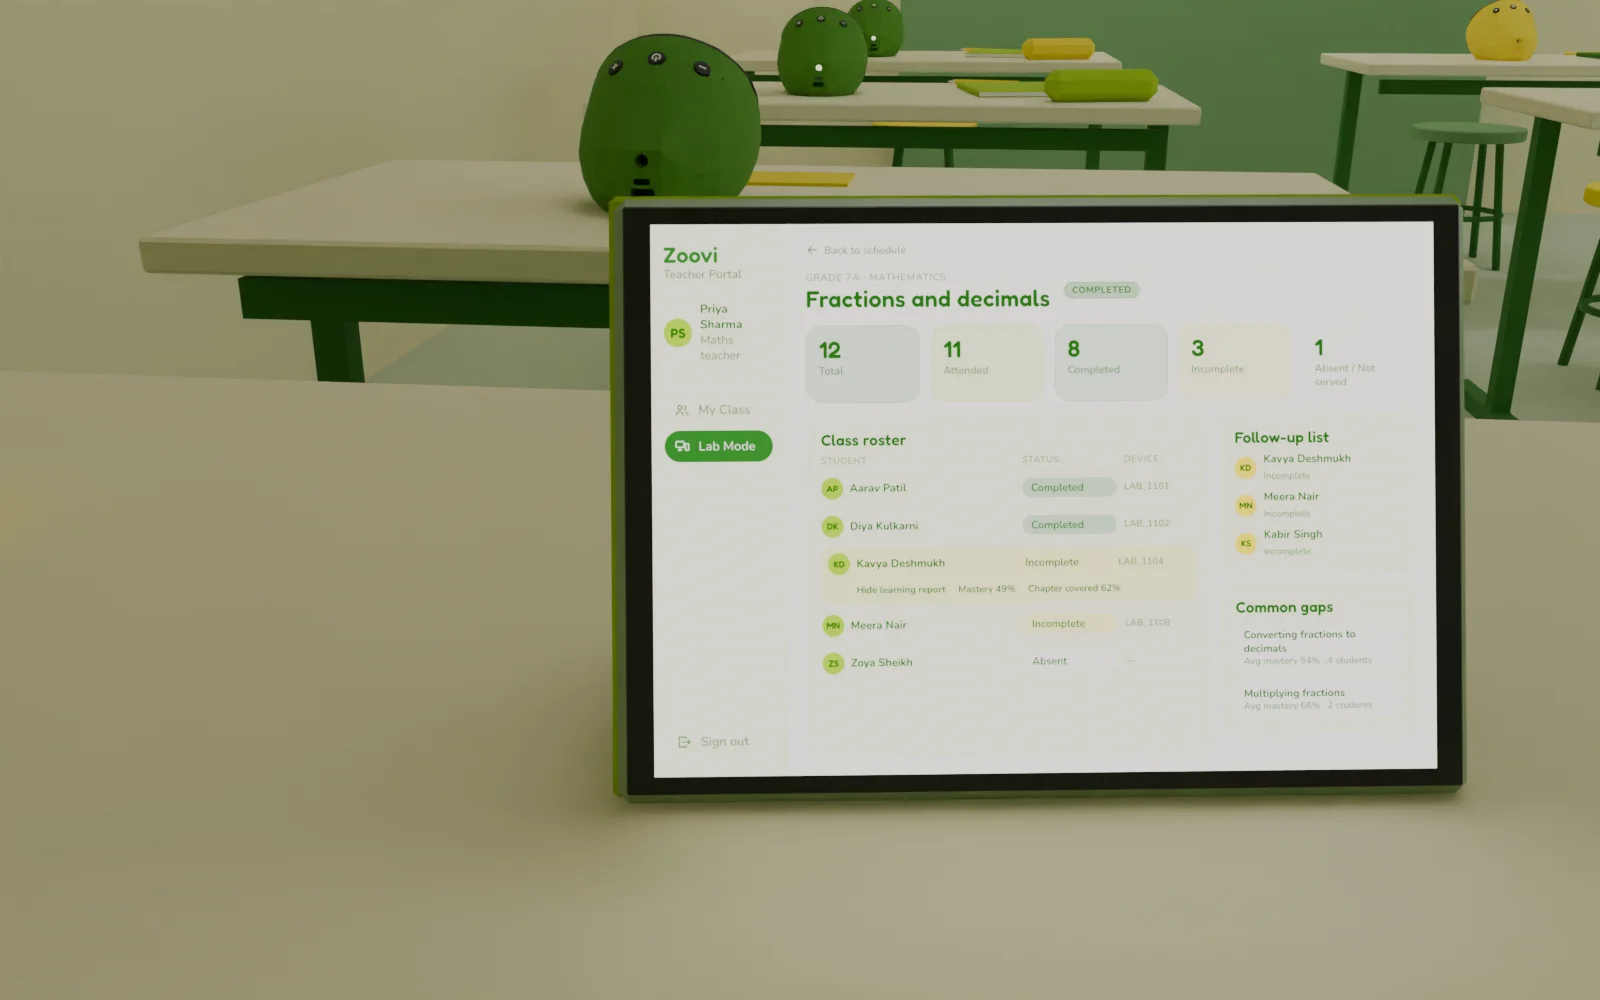 Zoovi
Teacher Portal
PS
Priya
Sharma
Maths
teacher
My Class
Lab Mode
Sign out
← Back to schedule
GRADE 7A · MATHEMATICS
Fractions and decimals
COMPLETED
12
Total
11
Attended
8
Completed
3
Incomplete
1
Absent / Not
served
Class roster
STUDENT STATUS DEVICE
AP Aarav Patil Completed LAB_1101
DK Diya Kulkarni Completed LAB_1102
KD Kavya Deshmukh Incomplete LAB_1104
Hide learning report Mastery 49% Chapter covered 62%
MN Meera Nair Incomplete LAB_1109
ZS Zoya Sheikh Absent —
Follow-up list
KD Kavya Deshmukh
Incomplete
MN Meera Nair
Incomplete
KS Kabir Singh
Incomplete
Common gaps
Converting fractions to
decimals
Avg mastery 54% · 4 students
Multiplying fractions
Avg mastery 66% · 2 students